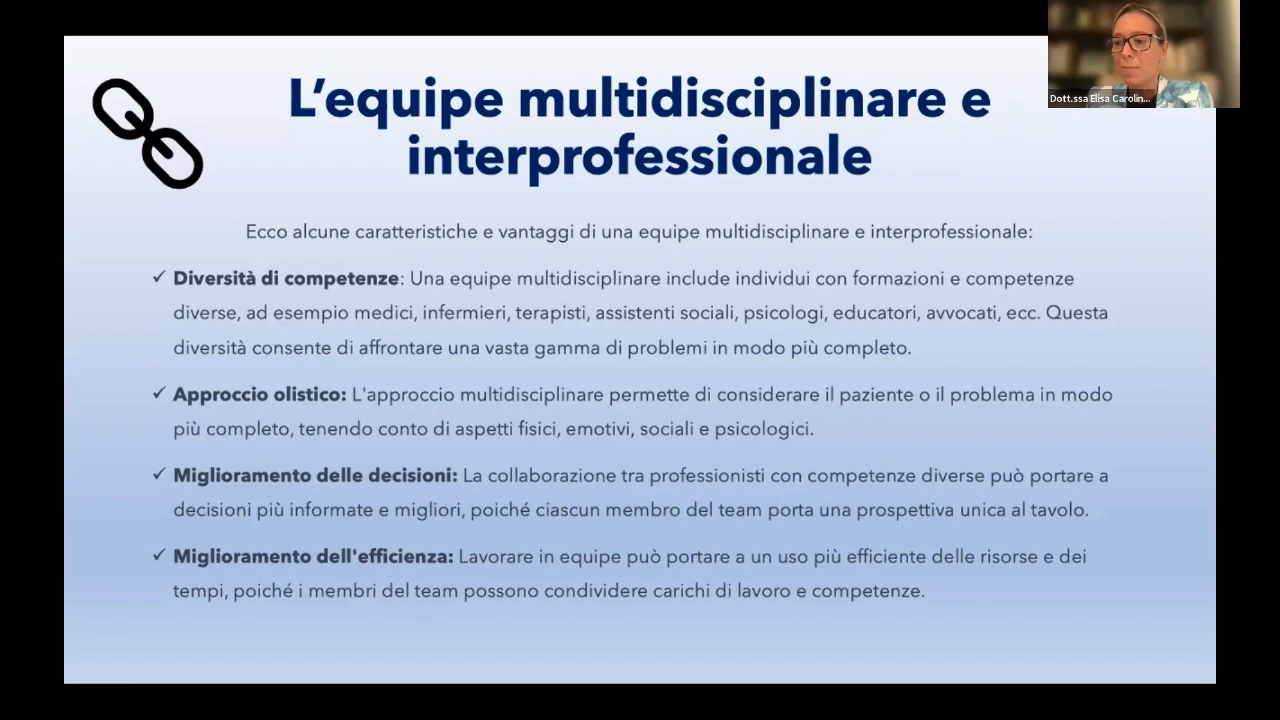 L’equipe multidisciplinare e
interprofessionale
Dott.ssa Elisa Carolin...
Ecco alcune caratteristiche e vantaggi di una equipe multidisciplinare e interprofessionale:
✓ Diversità di competenze: Una equipe multidisciplinare include individui con formazioni e competenze
diverse, ad esempio medici, infermieri, terapisti, assistenti sociali, psicologi, educatori, avvocati, ecc. Questa
diversità consente di affrontare una vasta gamma di problemi in modo più completo.
✓ Approccio olistico: L'approccio multidisciplinare permette di considerare il paziente o il problema in modo
più completo, tenendo conto di aspetti fisici, emotivi, sociali e psicologici.
✓ Miglioramento delle decisioni: La collaborazione tra professionisti con competenze diverse può portare a
decisioni più informate e migliori, poiché ciascun membro del team porta una prospettiva unica al tavolo.
✓ Miglioramento dell'efficienza: Lavorare in equipe può portare a un uso più efficiente delle risorse e dei
tempi, poiché i membri del team possono condividere carichi di lavoro e competenze.